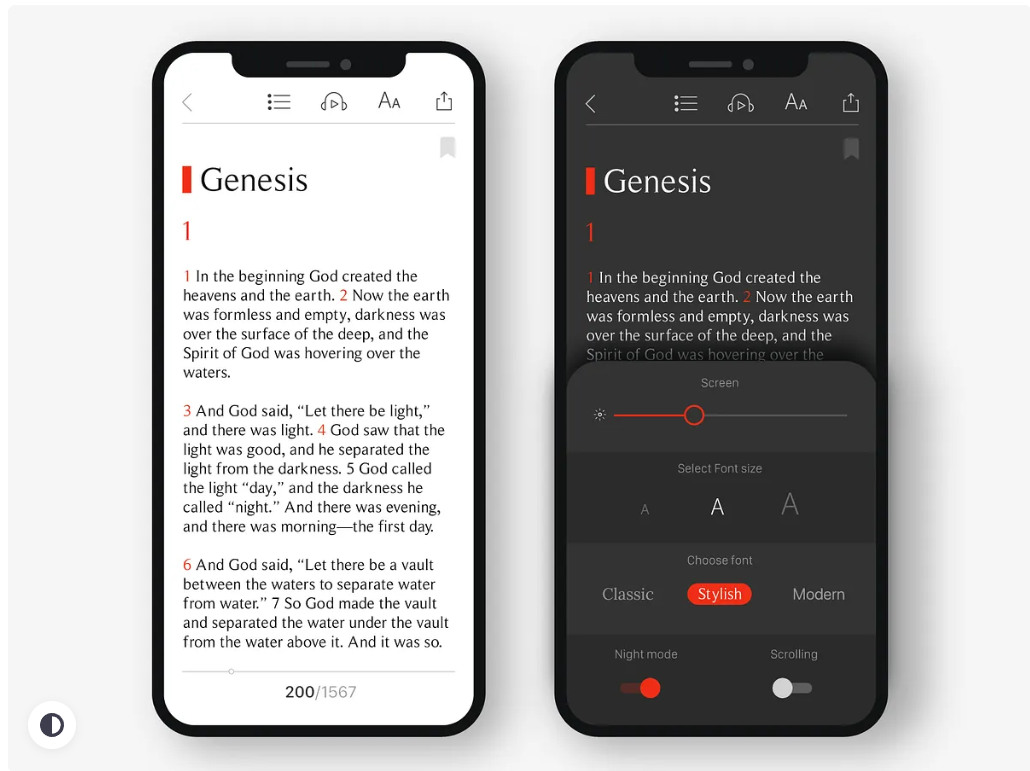 AA
Genesis
1
1 In the beginning God created the
heavens and the earth. 2 Now the earth
was formless and empty, darkness was
over the surface of the deep, and the
Spirit of God was hovering over the
waters.
3 And God said, “Let there be light,”
and there was light. 4 God saw that the
light was good, and he separated the
light from the darkness. 5 God called
the light “day,” and the darkness he
called “night.” And there was evening,
and there was morning—the first day.
6 And God said, “Let there be a vault
between the waters to separate water
from water.” 7 So God made the vault
and separated the water under the vault
from the water above it. And it was so.
200/1567
AA
Genesis
1
1 In the beginning God created the
heavens and the earth. 2 Now the earth
was formless and empty, darkness was
over the surface of the deep, and the
Spirit of God was hovering over the
Screen
Select Font size
A A A
Choose font
Classic Stylish Modern
Night mode Scrolling